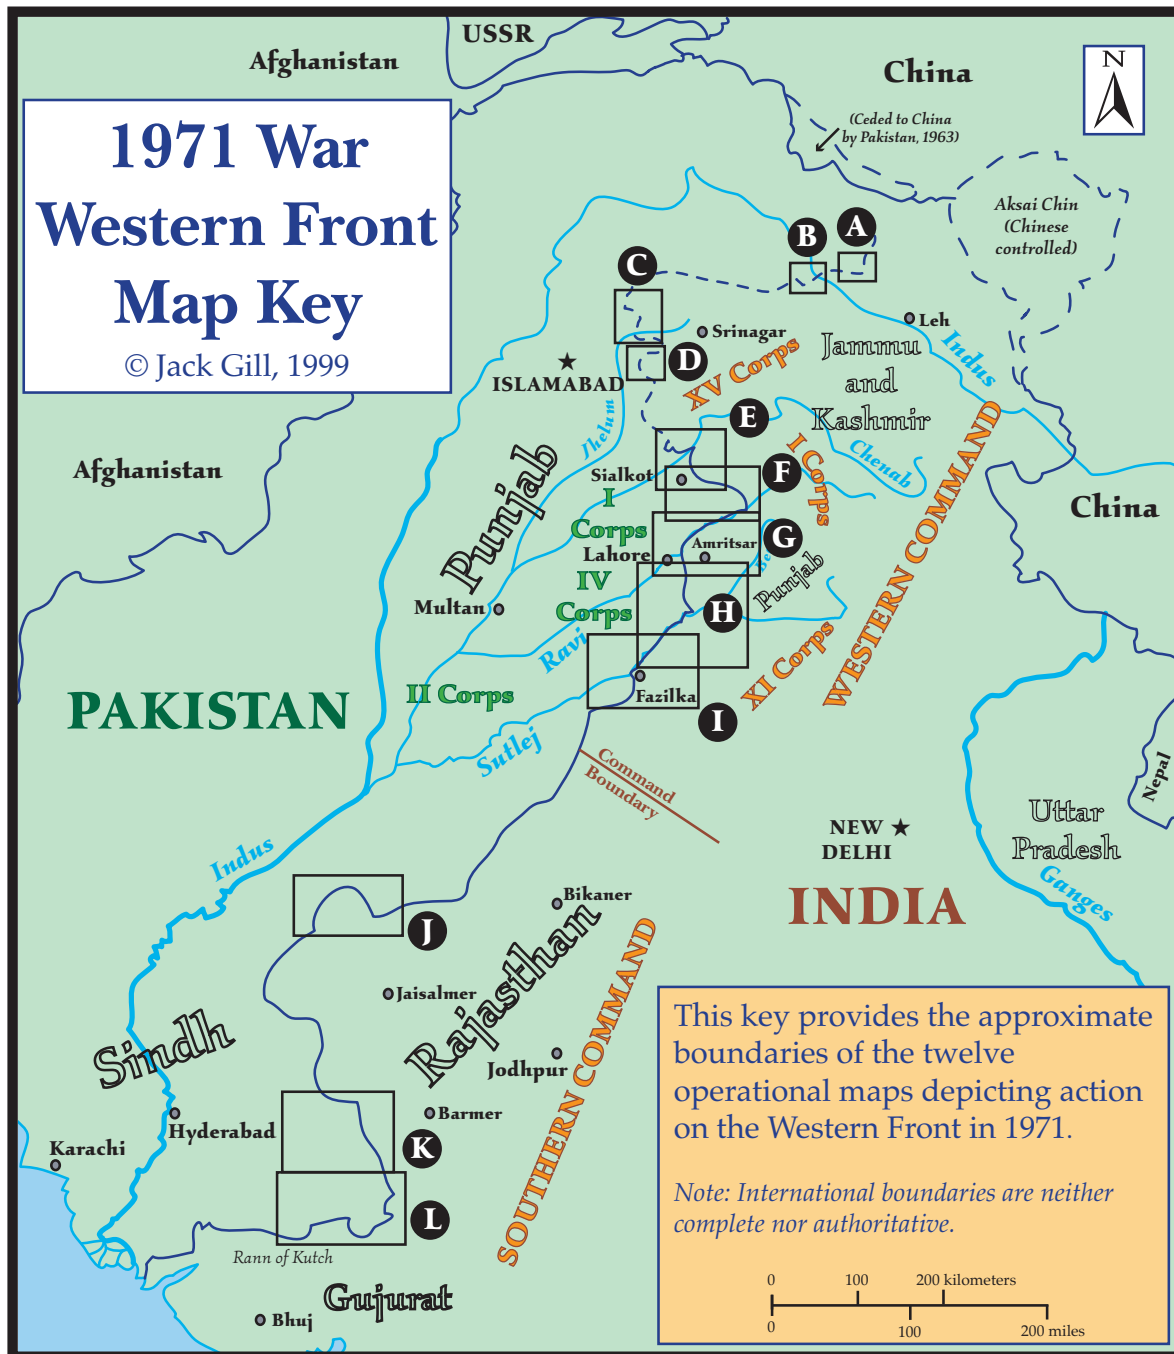 USSR
Afghanistan
China
N
1971 War
Western Front
Map Key
© Jack Gill, 1999
(Ceded to China
by Pakistan, 1963)
Aksai Chin
(Chinese
controlled)
A
B
C
Leh
Srinagar
Indus
Jammu
and
Kashmir
D
XV Corps
ISLAMABAD
Jhelum
E
Chenab
I Corps
WESTERN COMMAND
Afghanistan
Punjab
Sialkot
F
I
Corps
China
G
Amritsar
Lahore
Be
Punjab
IV
Corps
H
Multan
Ravi
XI Corps
PAKISTAN
II Corps
Fazilka
I
Sutlej
Command
Boundary
Nepal
Uttar
Pradesh
NEW
DELHI
Indus
Ganges
INDIA
Bikaner
J
Rajasthan
Jaisalmer
SOUTHERN COMMAND
Sindh
Jodhpur
Barmer
Hyderabad
K
Karachi
L
Rann of Kutch
Gujurat
Bhuj
This key provides the approximate
boundaries of the twelve
operational maps depicting action
on the Western Front in 1971.
Note: International boundaries are neither
complete nor authoritative.
0 100 200 kilometers
0 100 200 miles